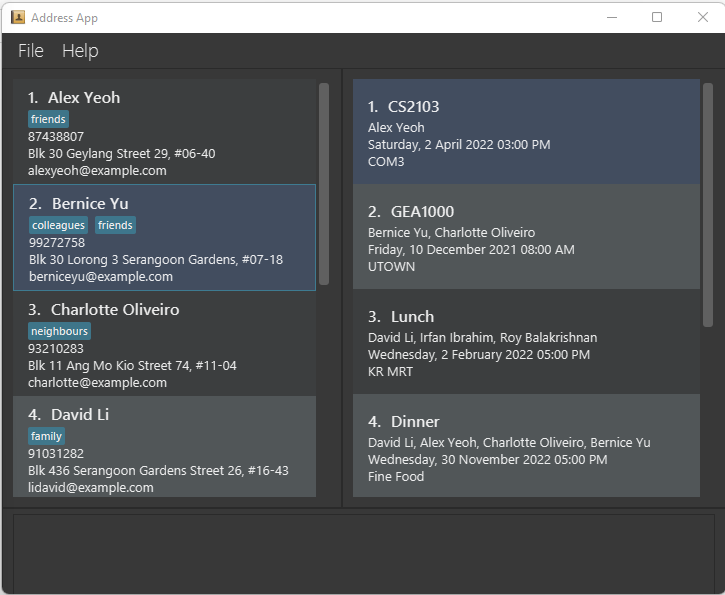 Address App
File Help
1. Alex Yeoh
friends
87438807
Blk 30 Geylang Street 29, #06-40
alexyeoh@example.com
2. Bernice Yu
colleagues friends
99272758
Blk 30 Lorong 3 Serangoon Gardens, #07-18
berniceyu@example.com
3. Charlotte Oliveiro
neighbours
93210283
Blk 11 Ang Mo Kio Street 74, #11-04
charlotte@example.com
4. David Li
family
91031282
Blk 436 Serangoon Gardens Street 26, #16-43
lidavid@example.com
1. CS2103
Alex Yeoh
Saturday, 2 April 2022 03:00 PM
COM3
2. GEA1000
Bernice Yu, Charlotte Oliveiro
Friday, 10 December 2021 08:00 AM
UTOWN
3. Lunch
David Li, Irfan Ibrahim, Roy Balakrishnan
Wednesday, 2 February 2022 05:00 PM
KR MRT
4. Dinner
David Li, Alex Yeoh, Charlotte Oliveiro, Bernice Yu
Wednesday, 30 November 2022 05:00 PM
Fine Food